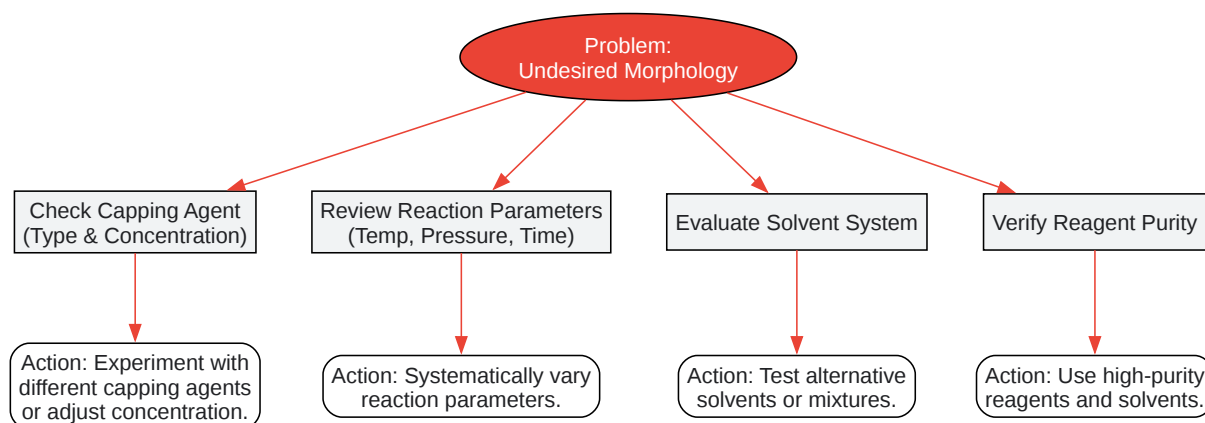 Problem:
Undesired Morphology
Check Capping Agent
(Type & Concentration)
Review Reaction Parameters
(Temp, Pressure, Time)
Evaluate Solvent System
Verify Reagent Purity
Action: Experiment with
different capping agents
or adjust concentration.
Action: Systematically vary
reaction parameters.
Action: Test alternative
solvents or mixtures.
Action: Use high-purity
reagents and solvents.